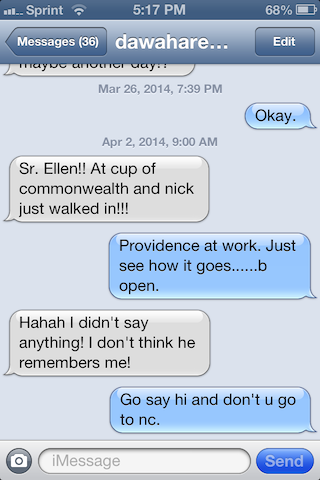 Sprint 5:17 PM 68%
Messages (36) dawahare... Edit
maybe another day!?
Mar 26, 2014, 7:39 PM
Okay.
Apr 2, 2014, 9:00 AM
Sr. Ellen!! At cup of
commonwealth and nick
just walked in!!!
Providence at work. Just
see how it goes......b
open.
Hahah I didn't say
anything! I don't think he
remembers me!
Go say hi and don't u go
to nc.
iMessage Send